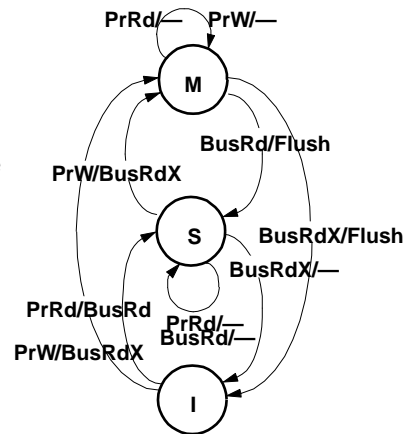 PrRd/— PrW/—
M
BusRd/Flush
PrW/BusRdX
S
BusRdX/Flush
BusRdX/—
PrRd/BusRd
PrRd/—
BusRd/—
PrW/BusRdX
I